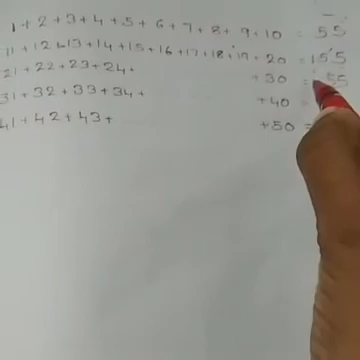 1+2+3+4+5+6+7+8+9+10 = 55
11+12+13+14+15+16+17+18+19+20 = 155
21+22+23+24+ +30 = 55
31+32+33+34+ +40
41+42+43+ +50 =